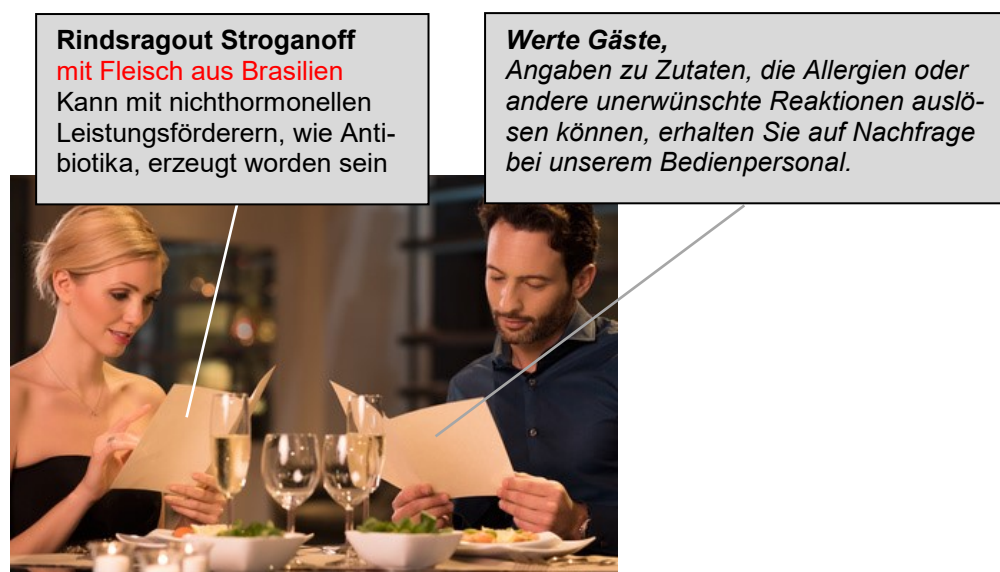 Rindsragout Stroganoff
mit Fleisch aus Brasilien
Kann mit nichthormonellen
Leistungsförderern, wie Anti-
biotika, erzeugt worden sein
Werte Gäste,
Angaben zu Zutaten, die Allergien oder
andere unerwünschte Reaktionen auslö-
sen können, erhalten Sie auf Nachfrage
bei unserem Bedienpersonal.